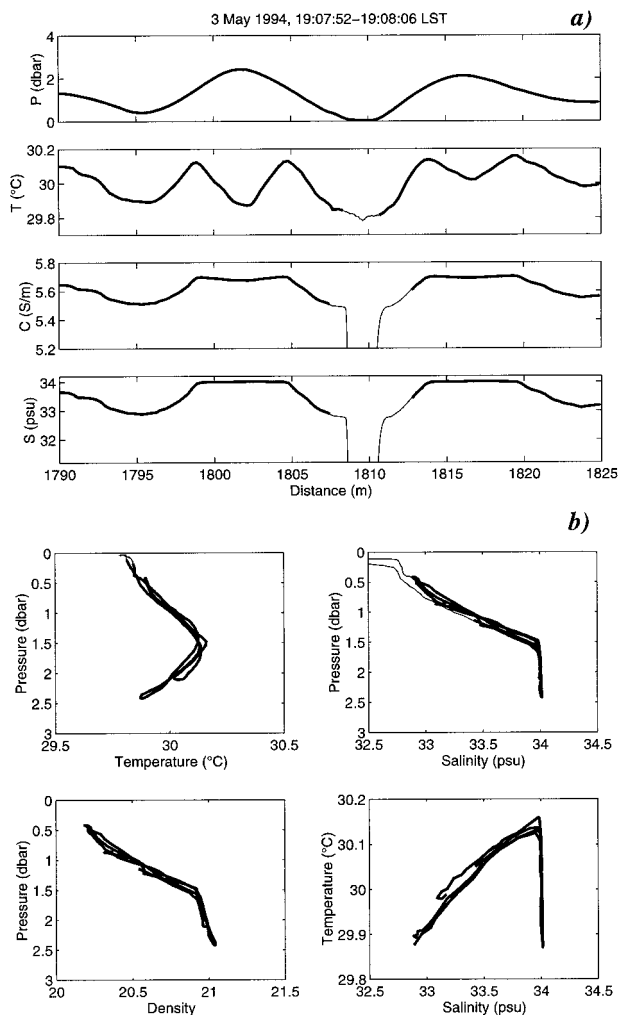 3 May 1994, 19:07:52–19:08:06 LST
a)
4
2
0
P (dbar)
30.2
30
29.8
T (°C)
5.8
5.6
5.4
5.2
C (S/m)
34
33
32
S (psu)
1790 1795 1800 1805 1810 1815 1820 1825
Distance (m)
b)
0
0.5
1
1.5
2
2.5
3
Pressure (dbar)
29.5 30 30.5
Temperature (°C)
0
0.5
1
1.5
2
2.5
3
Pressure (dbar)
32.5 33 33.5 34 34.5
Salinity (psu)
0
0.5
1
1.5
2
2.5
3
Pressure (dbar)
20 20.5 21 21.5
Density
30.2
30.1
30
29.9
29.8
Temperature (°C)
32.5 33 33.5 34 34.5
Salinity (psu)